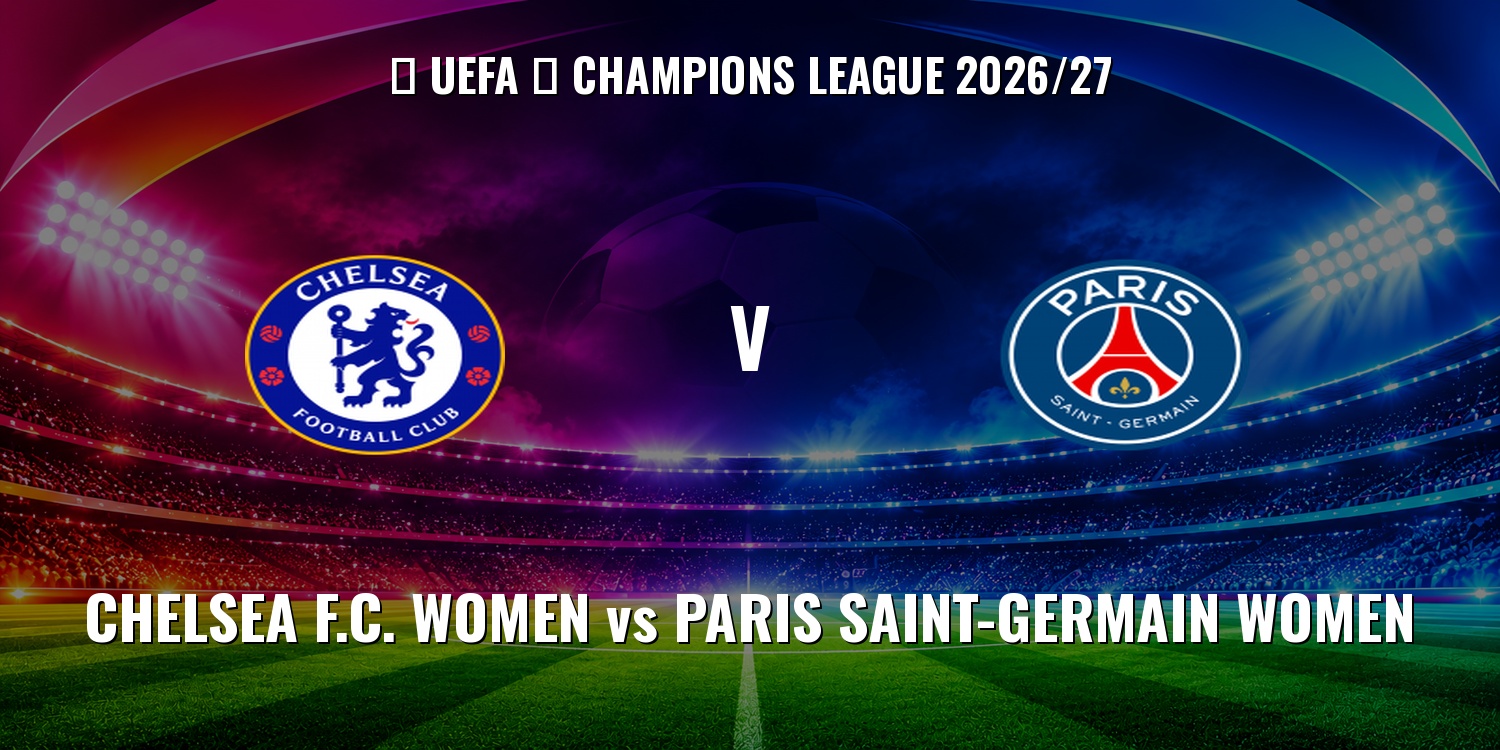 UEFA CHAMPIONS LEAGUE 2026/27
CHELSEA
FOOTBALL CLUB
V
PARIS
SAINT-GERMAIN
CHELSEA F.C. WOMEN vs PARIS SAINT-GERMAIN WOMEN